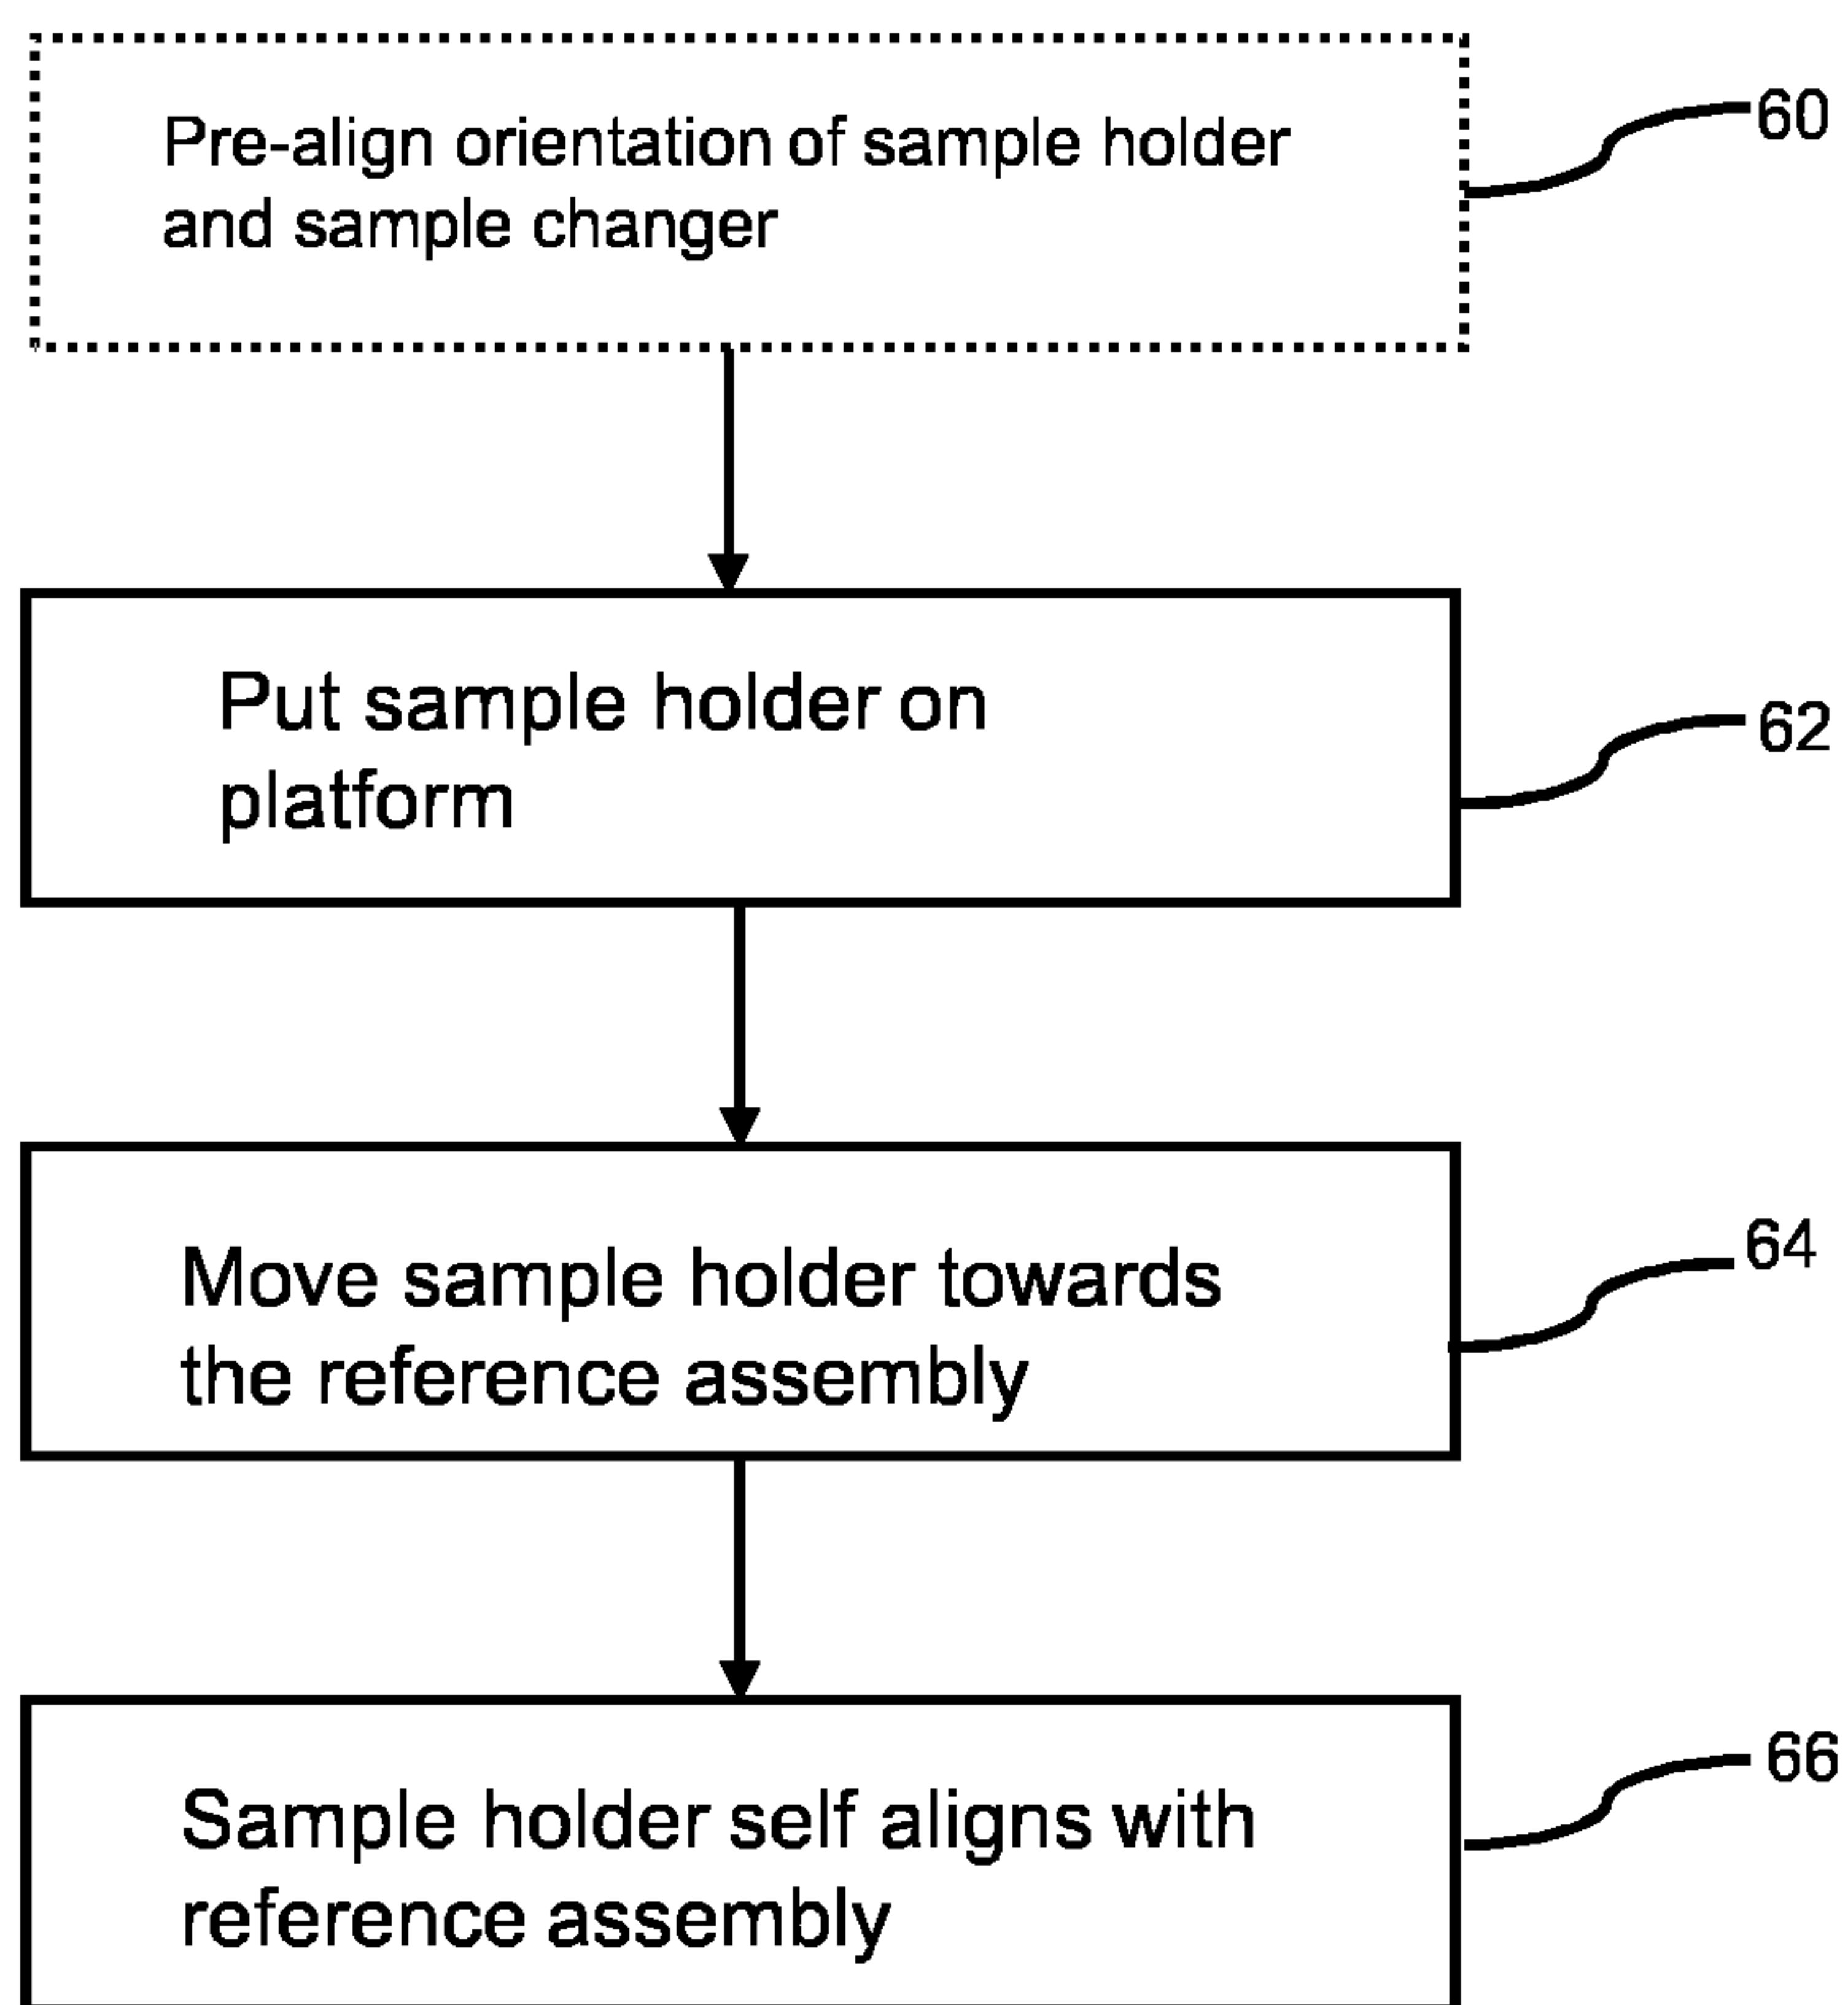 Pre-align orientation of sample holder
and sample changer
60
Put sample holder on
platform
62
Move sample holder towards
the reference assembly
64
Sample holder self aligns with
reference assembly
66